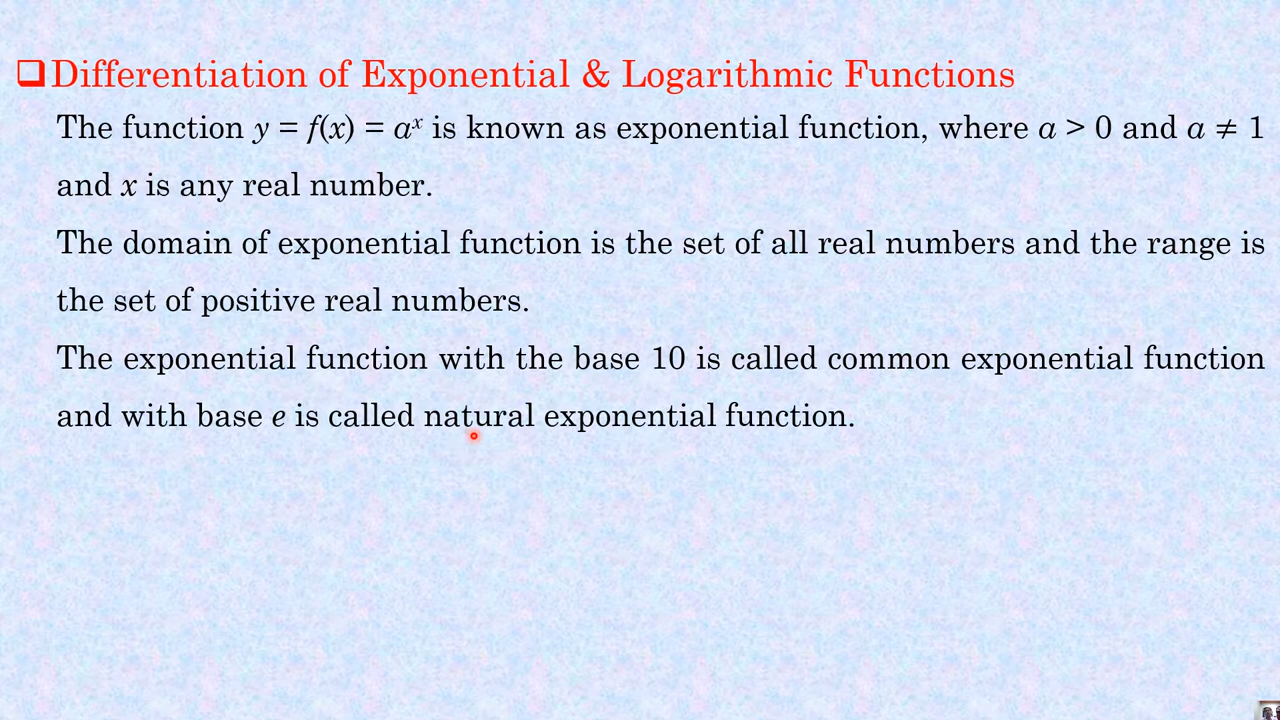 ❑Differentiation of Exponential & Logarithmic Functions
The function y = f(x) = aˣ is known as exponential function, where a > 0 and a ≠ 1
and x is any real number.
The domain of exponential function is the set of all real numbers and the range is
the set of positive real numbers.
The exponential function with the base 10 is called common exponential function
and with base e is called natural exponential function.